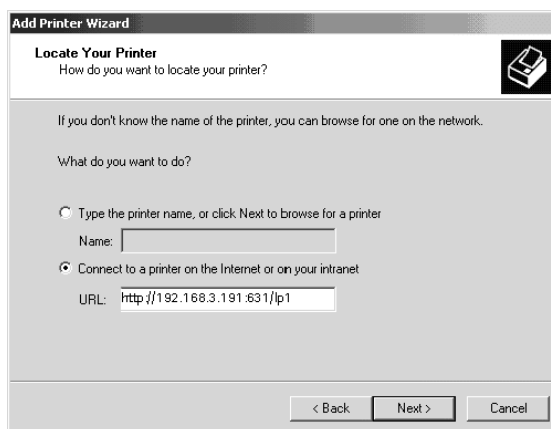 Add Printer Wizard
Locate Your Printer
How do you want to locate your printer?
If you don't know the name of the printer, you can browse for one on the network.
What do you want to do?
Type the printer name, or click Next to browse for a printer
Name:
Connect to a printer on the Internet or on your intranet
URL: http://192.168.3.191:631/lp1
< Back Next > Cancel